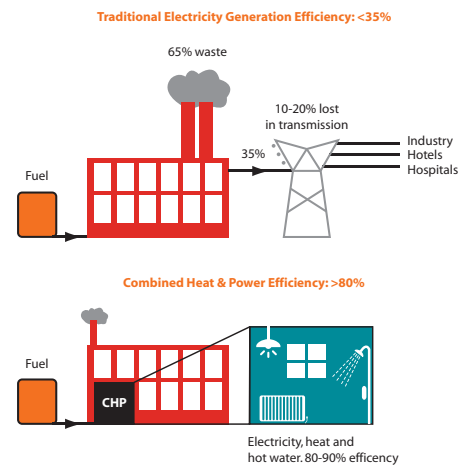 Traditional Electricity Generation Efficiency: <35%
65% waste
10-20% lost
in transmission
35%
Industry
Hotels
Hospitals
Fuel
Combined Heat & Power Efficiency: >80%
Fuel
CHP
Electricity, heat and
hot water. 80-90% efficency